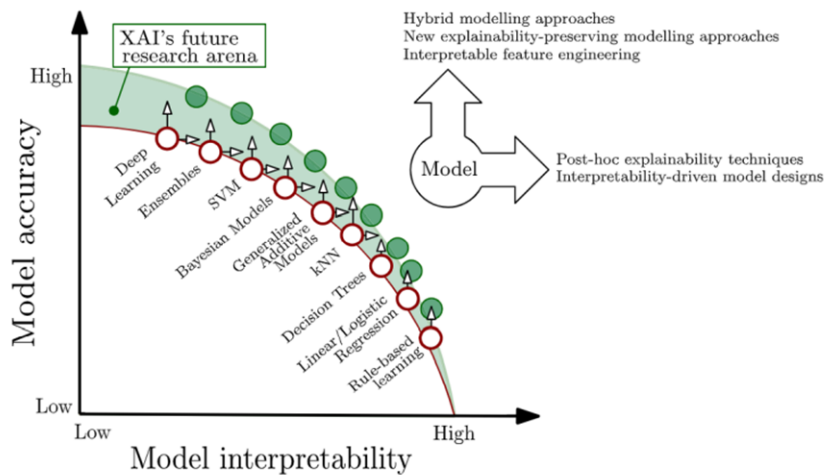 Hybrid modelling approaches
New explainability-preserving modelling approaches
Interpretable feature engineering
XAI's future
research arena
High
Model accuracy
Deep
Learning
Ensembles
SVM
Bayesian Models
Generalized
Additive
Models
kNN
Decision Trees
Linear/Logistic
Regression
Rule-based
learning
Model
Post-hoc explainability techniques
Interpretability-driven model designs
Low
Low
High
Model interpretability